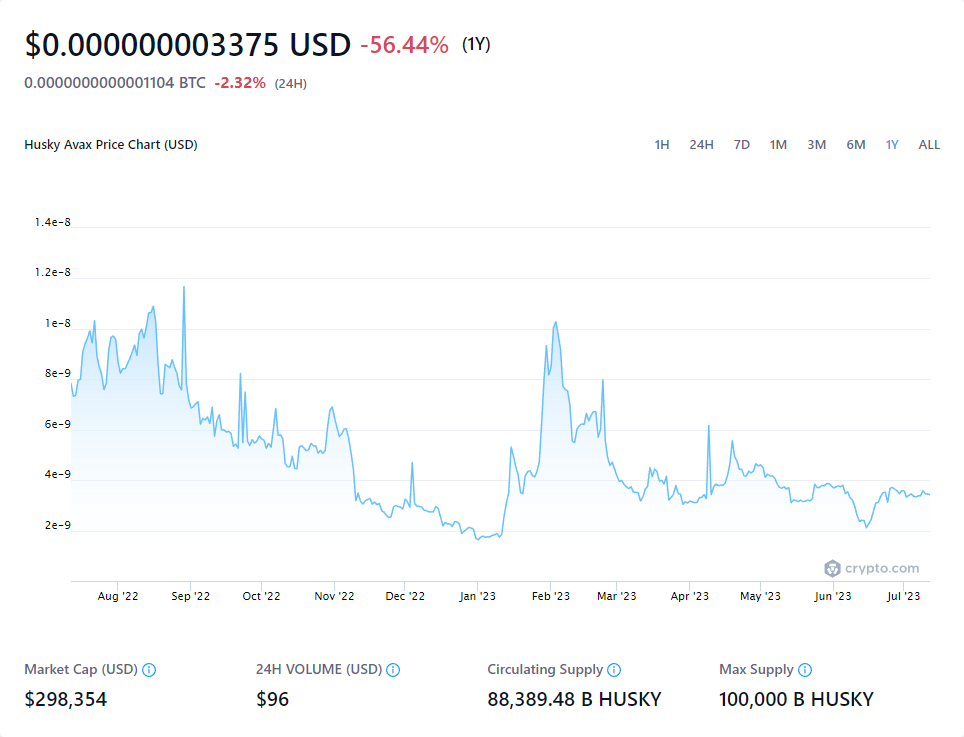 $0.000000003375 USD -56.44% (1Y)
0.0000000000001104 BTC -2.32% (24H)
Husky Avax Price Chart (USD) 1H 24H 7D 1M 3M 6M 1Y ALL
1.4e-8
1.2e-8
1e-8
8e-9
6e-9
4e-9
2e-9
crypto.com
Aug '22 Sep '22 Oct '22 Nov '22 Dec '22 Jan '23 Feb '23 Mar '23 Apr '23 May '23 Jun '23 Jul '23
Market Cap (USD) 24H VOLUME (USD) Circulating Supply Max Supply
$298,354 $96 88,389.48 B HUSKY 100,000 B HUSKY